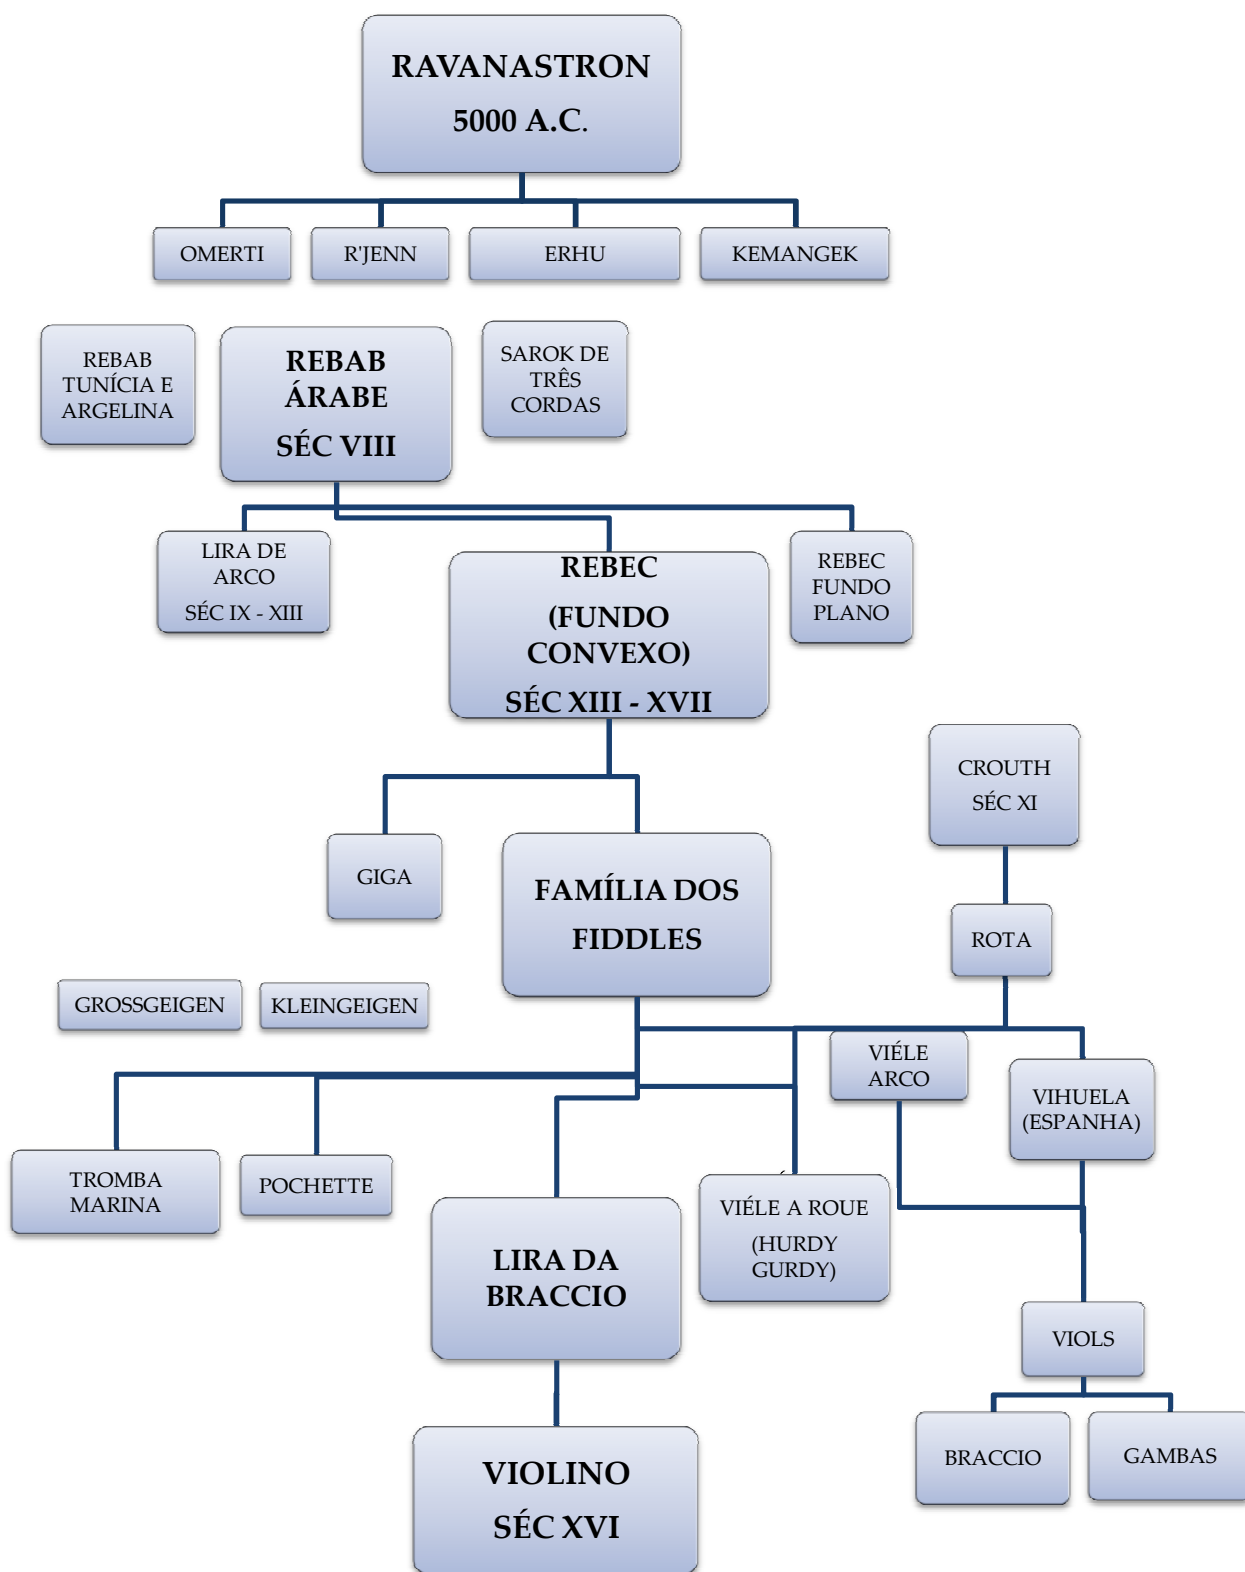 RAVANASTRON
5000 A.C.
OMERTI
R'JENN
ERHU
KEMANGEK
REBAB
TUNÍCIA E
ARGELINA
REBAB
ÁRABE
SÉC VIII
SAROK DE
TRÊS
CORDAS
LIRA DE
ARCO
SÉC IX - XIII
REBEC
(FUNDO
CONVEXO)
SÉC XIII - XVII
REBEC
FUNDO
PLANO
CROUTH
SÉC XI
GIGA
FAMÍLIA DOS
FIDDLES
ROTA
GROSSGEIGEN
KLEINGEIGEN
VIÉLE
ARCO
VIHUELA
(ESPANHA)
TROMBA
MARINA
POCHETTE
LIRA DA
BRACCIO
VIÉLE A ROUE
(HURDY
GURDY)
VIOLS
BRACCIO
GAMBAS
VIOLINO
SÉC XVI